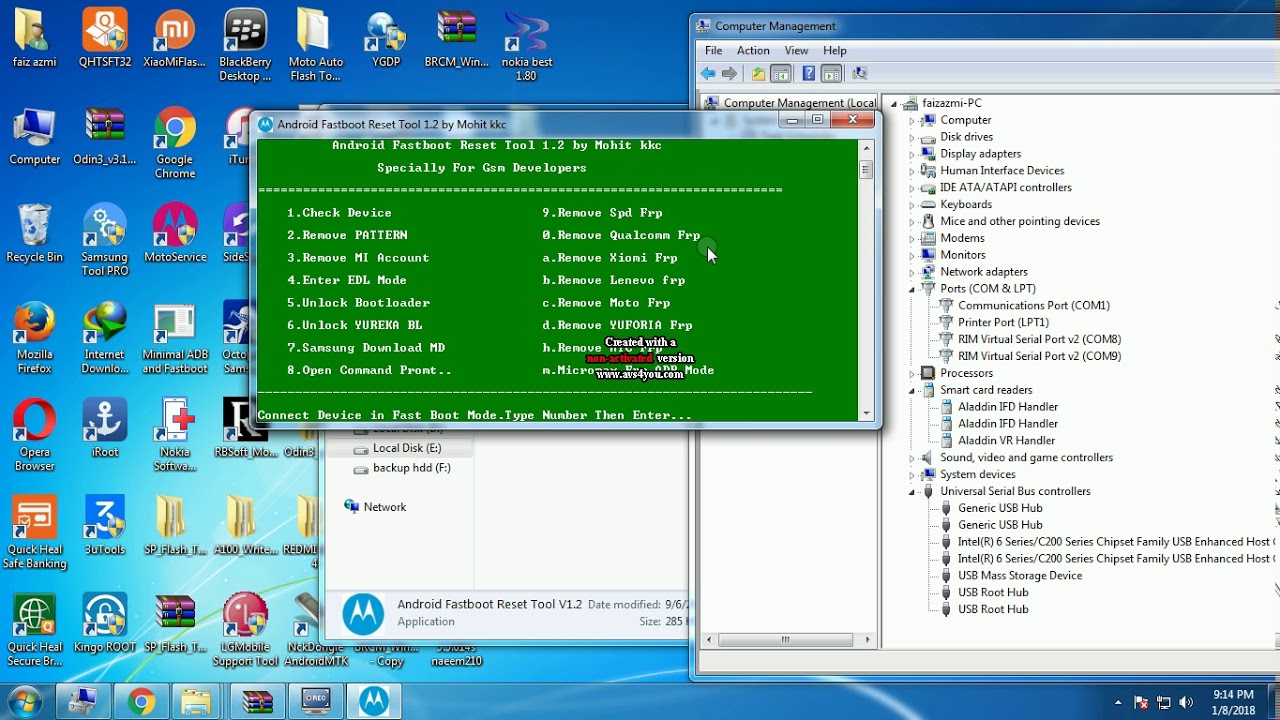 faiz azmi
QHTSFT32
XiaoMiFlas...
BlackBerry
Desktop ...
Moto Auto
Flash To...
YGDP
BRCM_Win...
nokia best
1.80
Computer
Odin3_v3.1...
Google
Chrome
iTu
Recycle Bin
Samsung
Tool PRO
MotoService
SideS
Mozilla
Firefox
Internet
Downlo...
Minimal ADB
and Fastboot
Octo
Sam
Opera
Browser
iRoot
Nokia
Softwa...
RBSoft_Mo...
Odin3
Quick Heal
Safe Banking
3uTools
SP_Flash_T...
A100_Write...
REDMI
4
Quick Heal
Secure Br...
Kingo ROOT
SP_Flash_T...
LGMobile
Support Tool
NckDongle
AndroidMTK
- Copy
naeem210
Android Fastboot Reset Tool 1.2 by Mohit kkc
Android Fastboot Reset Tool 1.2 by Mohit kkc
Specially For Gsm Developers
1.Check Device 9.Remove Spd Frp
2.Remove PATTERN 0.Remove Qualcomm Frp
3.Remove MI Account a.Remove Xiomi Frp
4.Enter EDL Mode b.Remove Lenevo frp
5.Unlock Bootloader c.Remove Moto Frp
6.Unlock YUREKA BL d.Remove YUFORIA Frp
7.Samsung Download MD h.Remove Frp
8.Open Command Promt.. m.Micromax Frp ADB Mode
Connect Device in Fast Boot Mode.Type Number Then Enter...
Created with a
non-activated version
www.avs4you.com
Local Disk (E:)
backup hdd (F:)
Network
Android Fastboot Reset Tool V1.2 Date modified: 9/6/2
Application Size: 285
Computer Management
File Action View Help
Computer Management (Local
faizazmi-PC
Computer
Disk drives
Display adapters
Human Interface Devices
IDE ATA/ATAPI controllers
Keyboards
Mice and other pointing devices
Modems
Monitors
Network adapters
Ports (COM & LPT)
Communications Port (COM1)
Printer Port (LPT1)
RIM Virtual Serial Port v2 (COM8)
RIM Virtual Serial Port v2 (COM9)
Processors
Smart card readers
Aladdin IFD Handler
Aladdin IFD Handler
Aladdin VR Handler
Sound, video and game controllers
System devices
Universal Serial Bus controllers
Generic USB Hub
Generic USB Hub
Intel(R) 6 Series/C200 Series Chipset Family USB Enhanced Host C
Intel(R) 6 Series/C200 Series Chipset Family USB Enhanced Host C
USB Mass Storage Device
USB Root Hub
USB Root Hub
REC
9:14 PM
1/8/2018